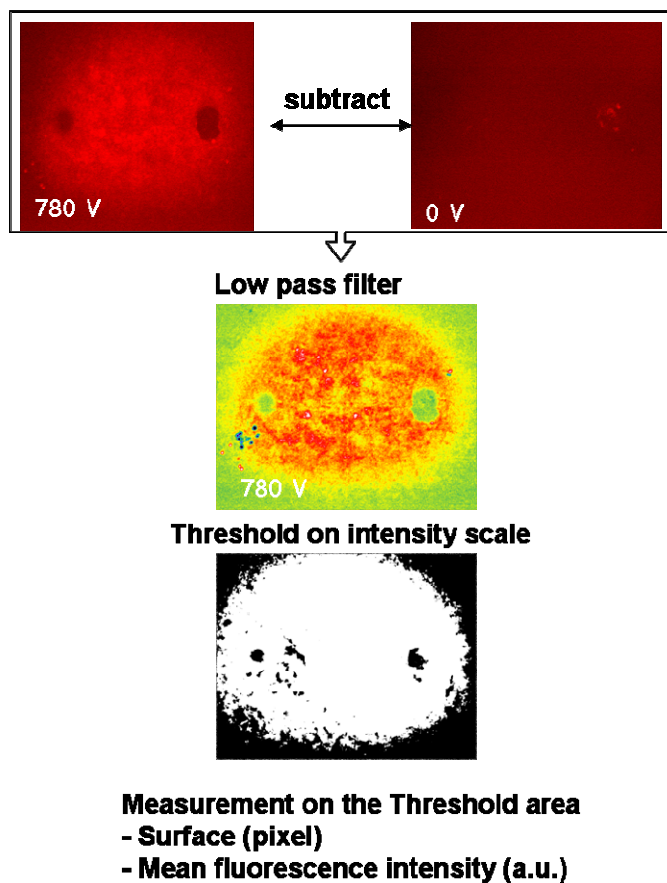 subtract
780 V
0 V
Low pass filter
780 V
Threshold on intensity scale
Measurement on the Threshold area
- Surface (pixel)
- Mean fluorescence intensity (a.u.)